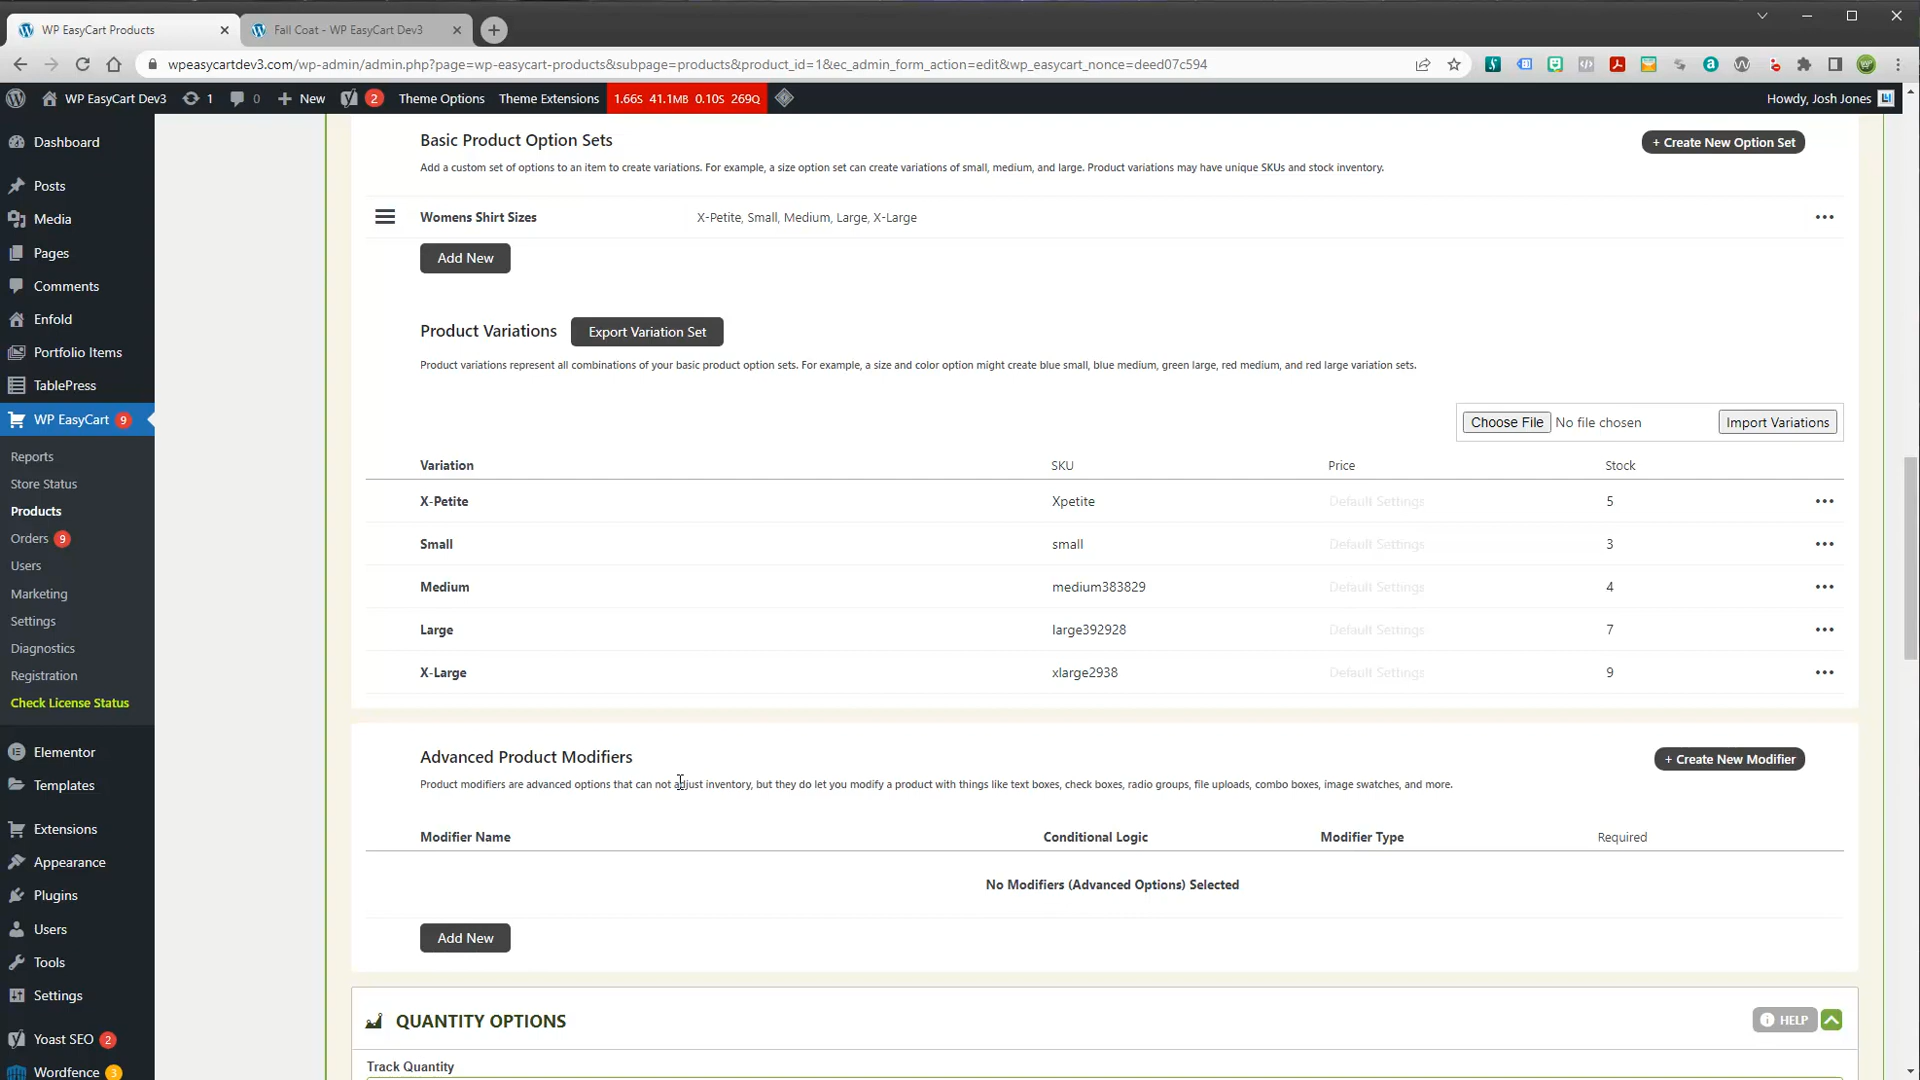 WP EasyCart Products
Fall Coat - WP EasyCart Dev3
wpeasycartdev3.com/wp-admin/admin.php?page=wp-easycart-products&subpage=products&product_id=1&ec_admin_form_action=edit&wp_easycart_nonce=deed07c594
WP EasyCart Dev3
1
0
New
2
Theme Options
Theme Extensions
1.66S 41.1MB 0.10S 269Q
Howdy, Josh Jones
Dashboard
Posts
Media
Pages
Comments
Enfold
Portfolio Items
TablePress
WP EasyCart 9
Reports
Store Status
Products
Orders 9
Users
Marketing
Settings
Diagnostics
Registration
Check License Status
Elementor
Templates
Extensions
Appearance
Plugins
Users
Tools
Settings
Yoast SEO 2
Wordfence 3
Basic Product Option Sets
+ Create New Option Set
Add a custom set of options to an item to create variations. For example, a size option set can create variations of small, medium, and large. Product variations may have unique SKUs and stock inventory.
Womens Shirt Sizes X-Petite, Small, Medium, Large, X-Large
Add New
Product Variations Export Variation Set
Product variations represent all combinations of your basic product option sets. For example, a size and color option might create blue small, blue medium, green large, red medium, and red large variation sets.
Choose File No file chosen Import Variations
Variation SKU Price Stock
X-Petite Xpetite Default Settings 5
Small small Default Settings 3
Medium medium383829 Default Settings 4
Large large392928 Default Settings 7
X-Large xlarge2938 Default Settings 9
Advanced Product Modifiers
+ Create New Modifier
Product modifiers are advanced options that can not adjust inventory, but they do let you modify a product with things like text boxes, check boxes, radio groups, file uploads, combo boxes, image swatches, and more.
Modifier Name Conditional Logic Modifier Type Required
No Modifiers (Advanced Options) Selected
Add New
QUANTITY OPTIONS
HELP
Track Quantity